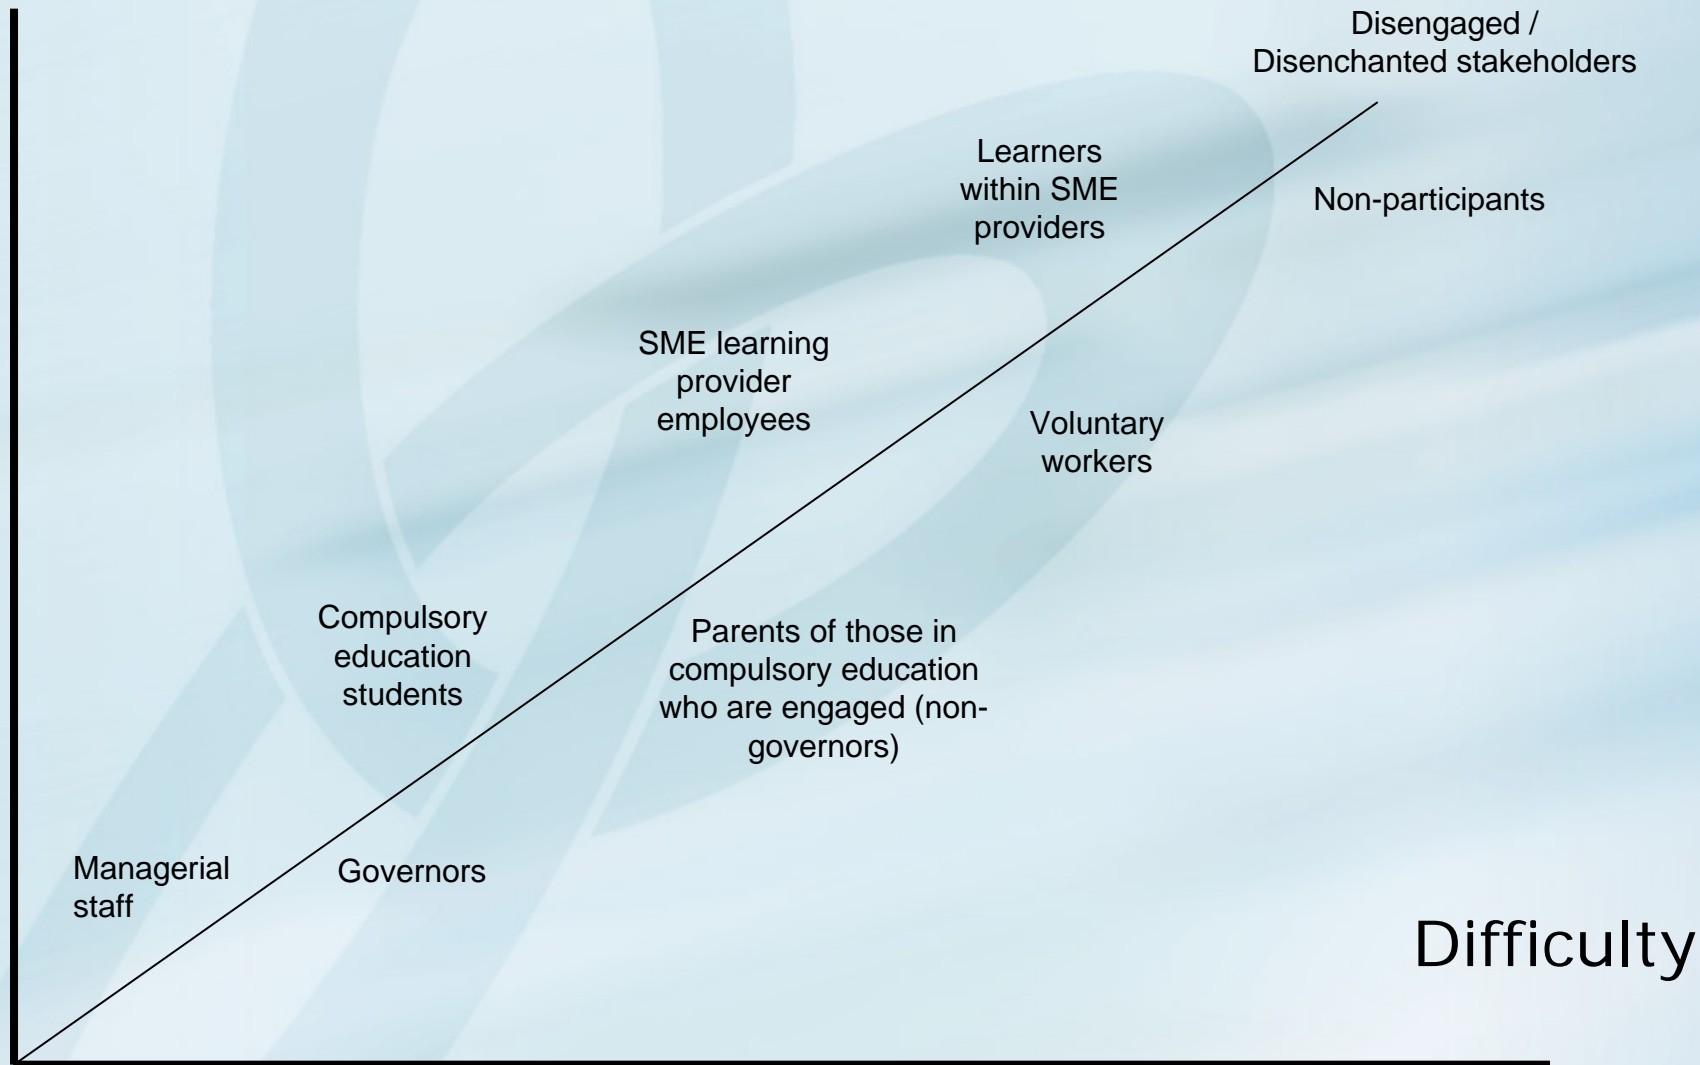 Disengaged /
Disenchanted stakeholders
Learners
within SME
providers
Non-participants
SME learning
provider
employees
Voluntary
workers
Compulsory
education
students
Parents of those in
compulsory education
who are engaged (non-
governors)
Managerial
staff
Governors
Difficulty